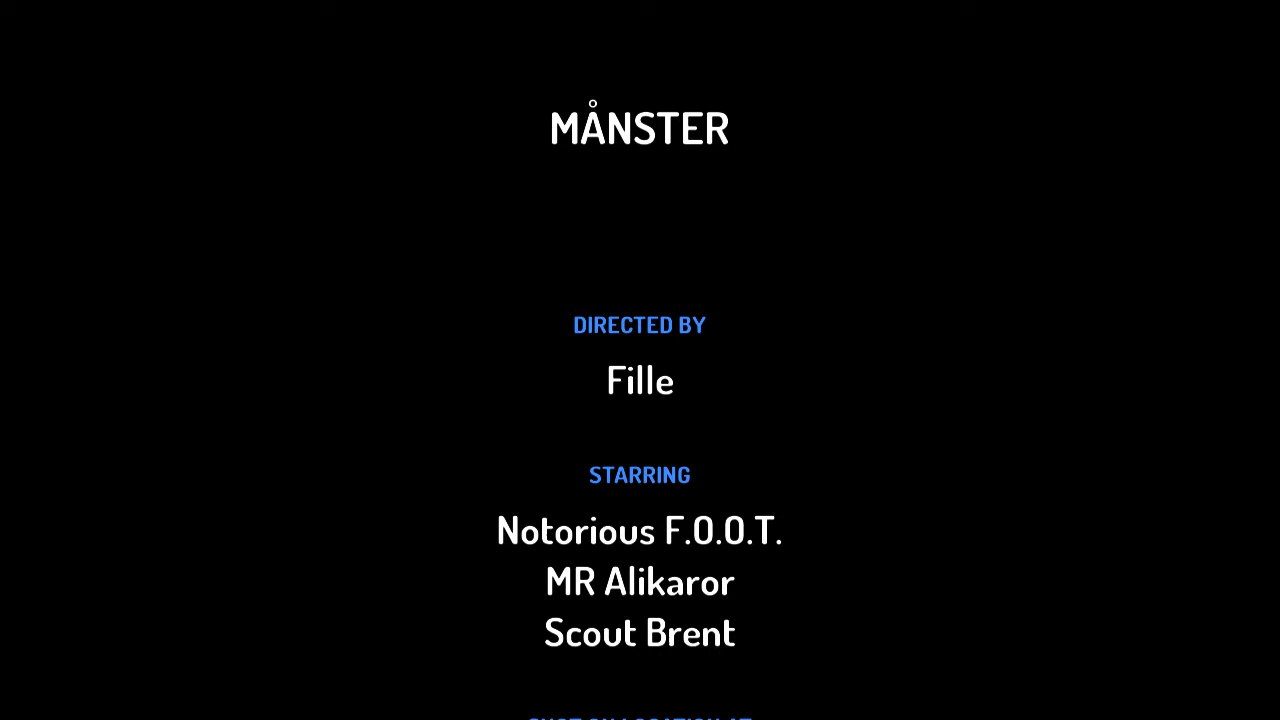 MÅNSTER
DIRECTED BY
Fille
STARRING
Notorious F.O.O.T.
MR Alikaror
Scout Brent